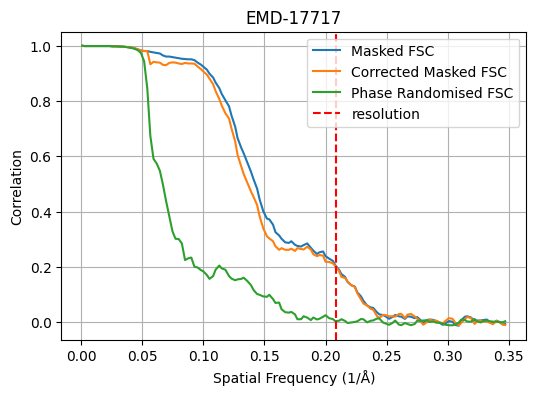 EMD-17717
Correlation
1.0
0.8
0.6
0.4
0.2
0.0
Masked FSC
Corrected Masked FSC
Phase Randomised FSC
resolution
0.00 0.05 0.10 0.15 0.20 0.25 0.30 0.35
Spatial Frequency (1/Å)